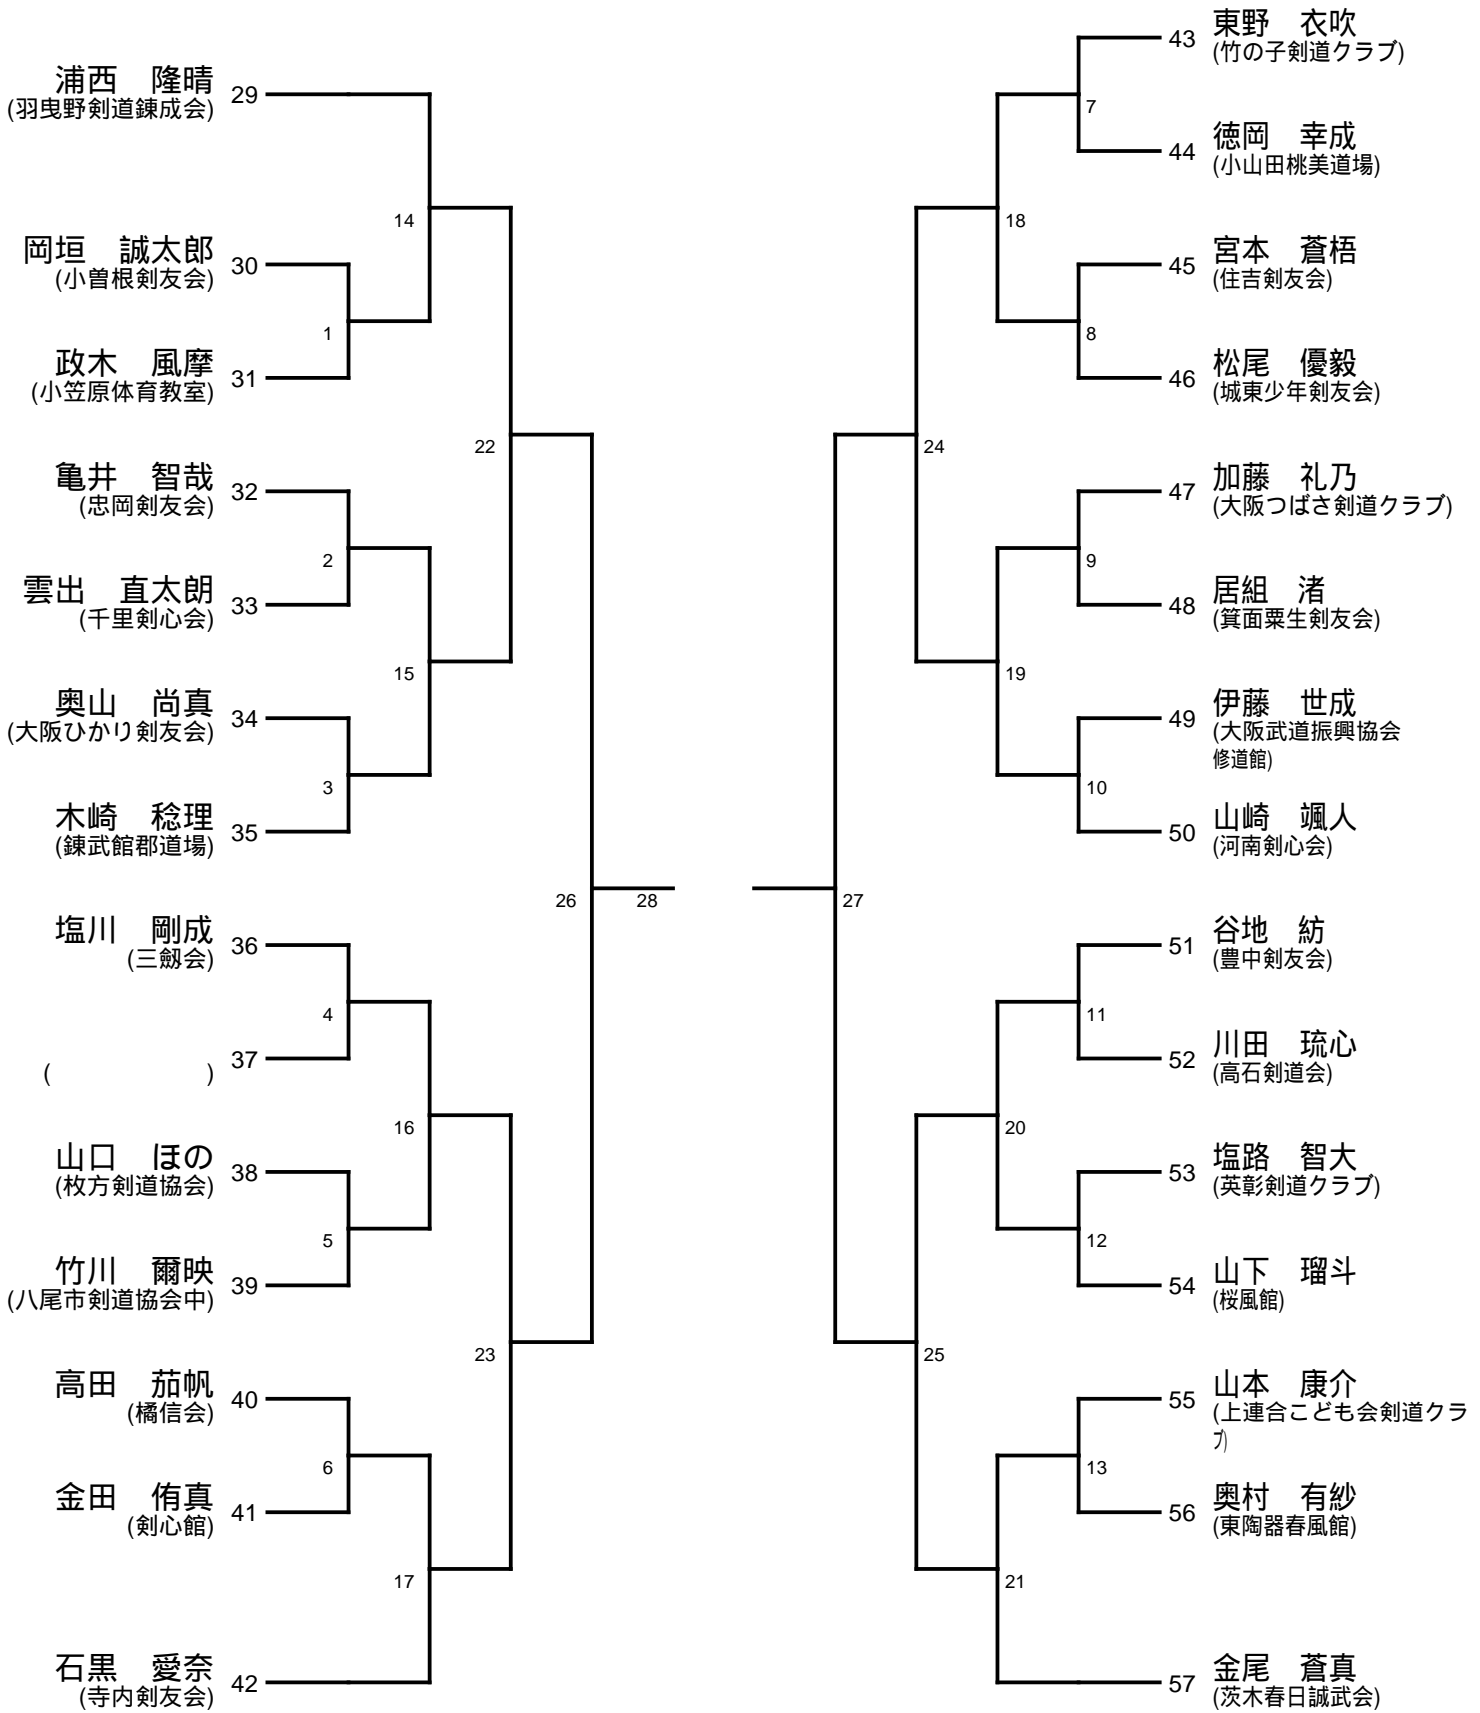 浦西　隆晴
(羽曳野剣道錬成会)
29
岡垣　誠太郎
(小曽根剣友会)
30
政木　風摩
(小笠原体育教室)
31
亀井　智哉
(忠岡剣友会)
32
雲出　直太朗
(千里剣心会)
33
奥山　尚真
(大阪ひかり剣友会)
34
木崎　稔理
(錬武館郡道場)
35
塩川　剛成
(三劔会)
36
(　　　　　　　)
37
山口　ほの
(枚方剣道協会)
38
竹川　爾映
(八尾市剣道協会中)
39
高田　茄帆
(橘信会)
40
金田　侑真
(剣心館)
41
石黒　愛奈
(寺内剣友会)
42
1
2
3
4
5
6
14
15
16
17
22
23
26
28
27
24
25
18
19
20
21
7
8
9
10
11
12
13
43
東野　衣吹
(竹の子剣道クラブ)
44
徳岡　幸成
(小山田桃美道場)
45
宮本　蒼梧
(住吉剣友会)
46
松尾　優毅
(城東少年剣友会)
47
加藤　礼乃
(大阪つばさ剣道クラブ)
48
居組　渚
(箕面粟生剣友会)
49
伊藤　世成
(大阪武道振興協会
修道館)
50
山崎　颯人
(河南剣心会)
51
谷地　紡
(豊中剣友会)
52
川田　琉心
(高石剣道会)
53
塩路　智大
(英彰剣道クラブ)
54
山下　瑠斗
(桜風館)
55
山本　康介
(上連合こども会剣道クラ
ブ)
56
奥村　有紗
(東陶器春風館)
57
金尾　蒼真
(茨木春日誠武会)